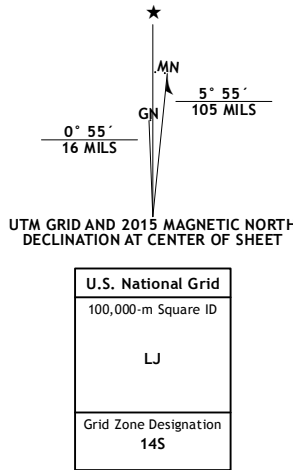 ★
MN
GN
5° 55´
105 MILS
0° 55´
16 MILS
UTM GRID AND 2015 MAGNETIC NORTH
DECLINATION AT CENTER OF SHEET
U.S. National Grid
100,000-m Square ID
LJ
Grid Zone Designation
14S